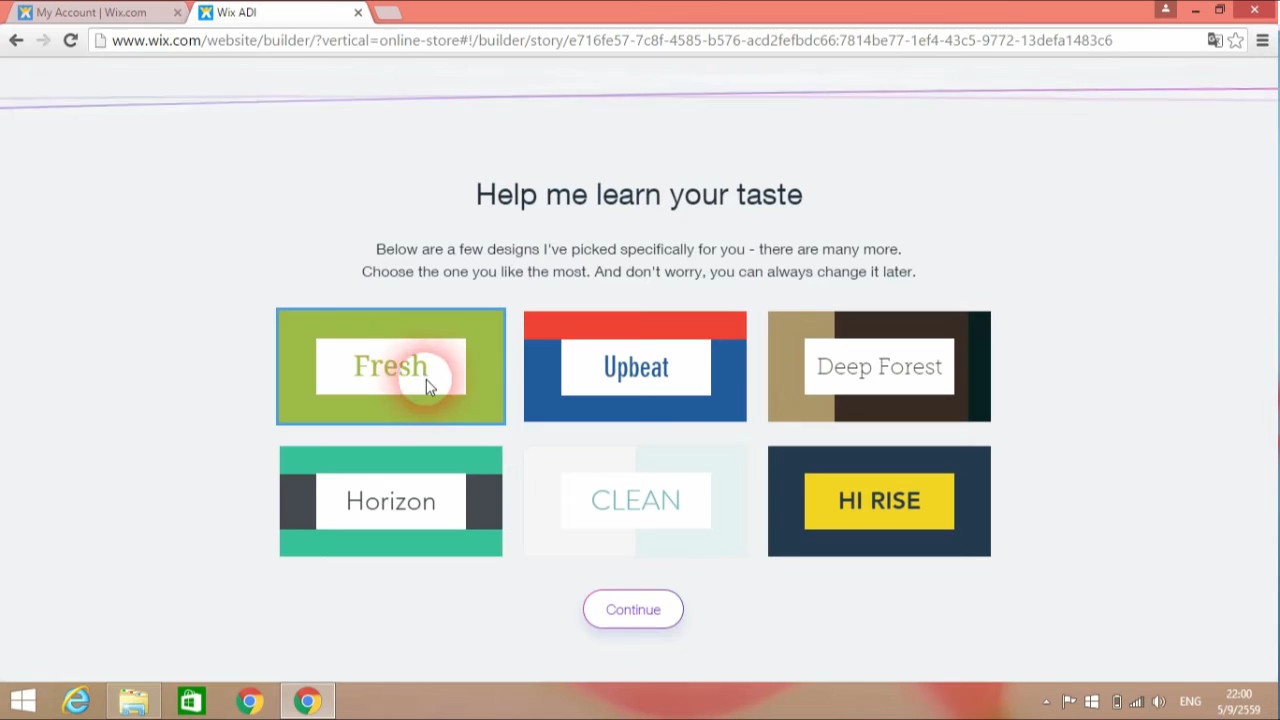 My Account | Wix.com
Wix ADI
www.wix.com/website/builder/?vertical=online-store#!/builder/story/e716fe57-7c8f-4585-b576-acd2fefbdc66:7814be77-1ef4-43c5-9772-13defa1483c6
Help me learn your taste
Below are a few designs I've picked specifically for you - there are many more.
Choose the one you like the most. And don't worry, you can always change it later.
Fresh
Upbeat
Deep Forest
Horizon
CLEAN
HI RISE
Continue
ENG
22:00
5/9/2559